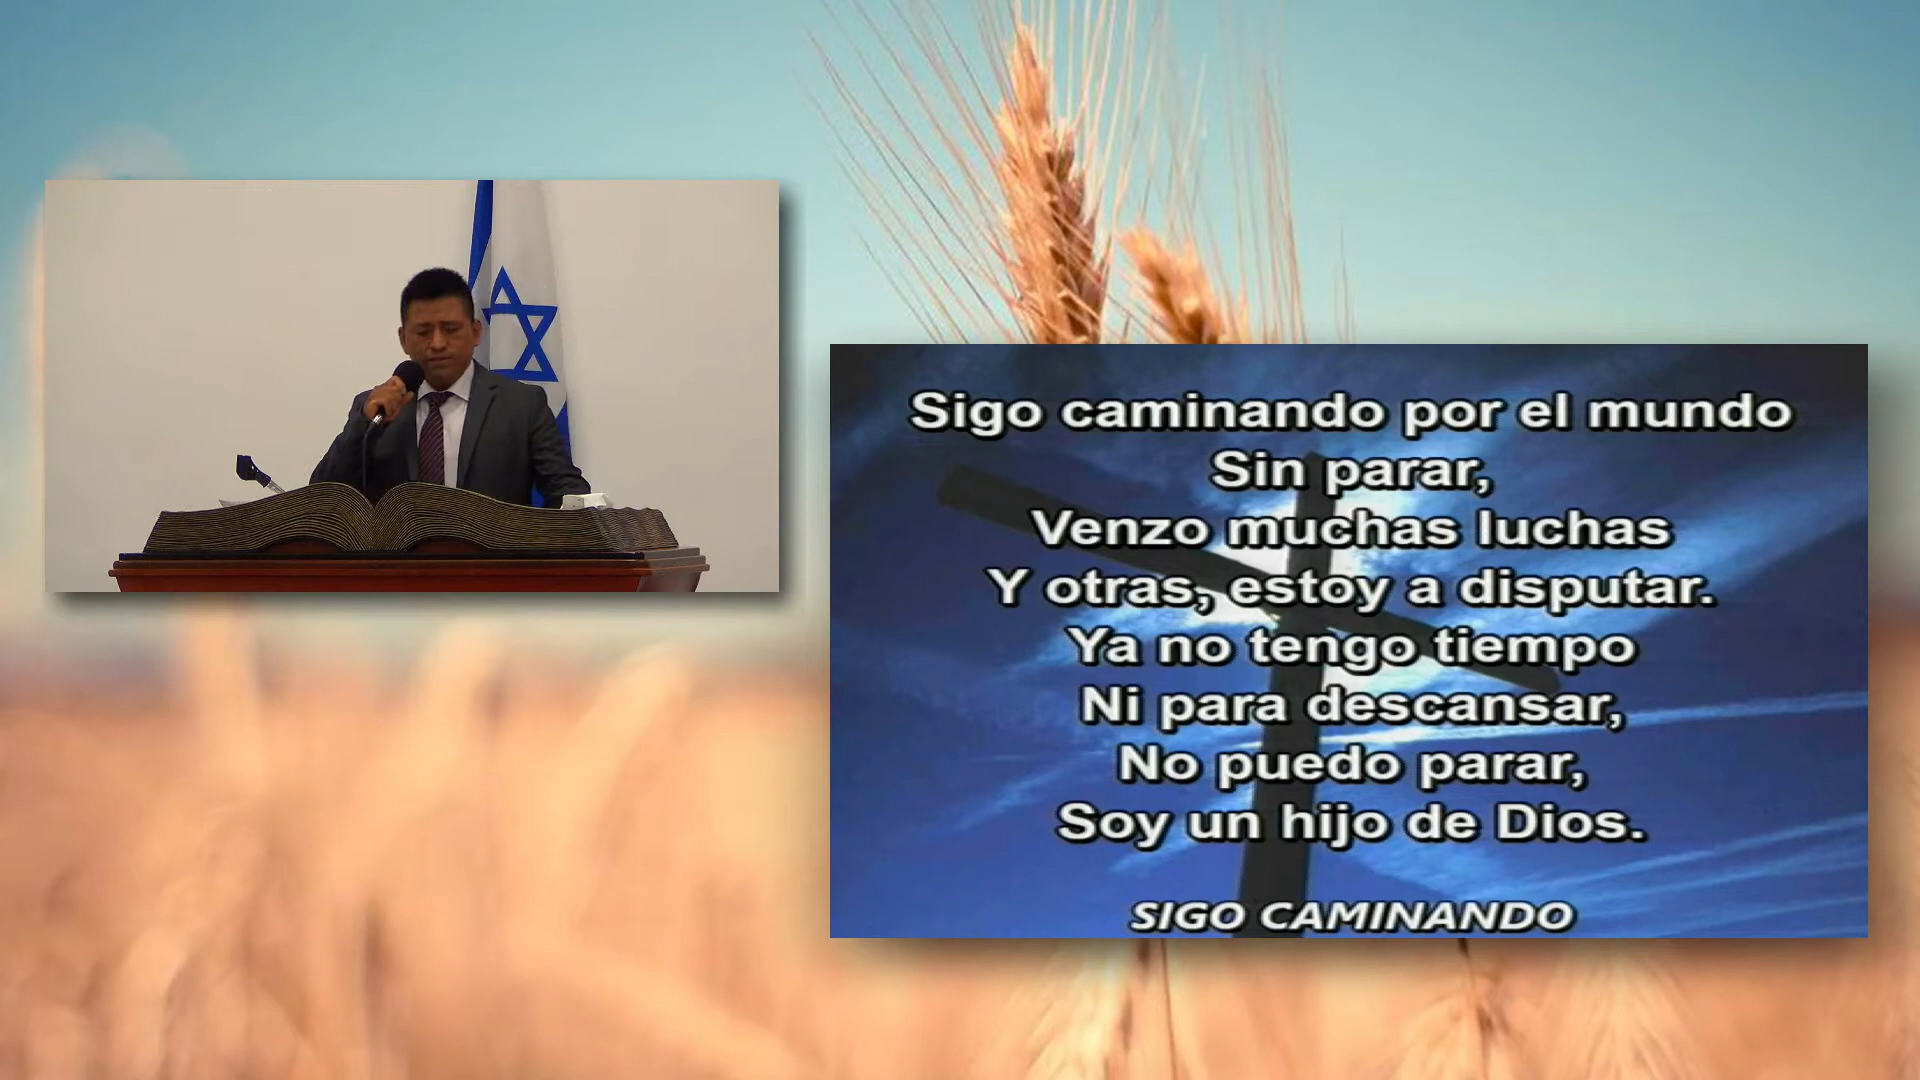 Sigo caminando por el mundo
Sin parar,
Venzo muchas luchas
Y otras, estoy a disputar.
Ya no tengo tiempo
Ni para descansar,
No puedo parar,
Soy un hijo de Dios.
SIGO CAMINANDO